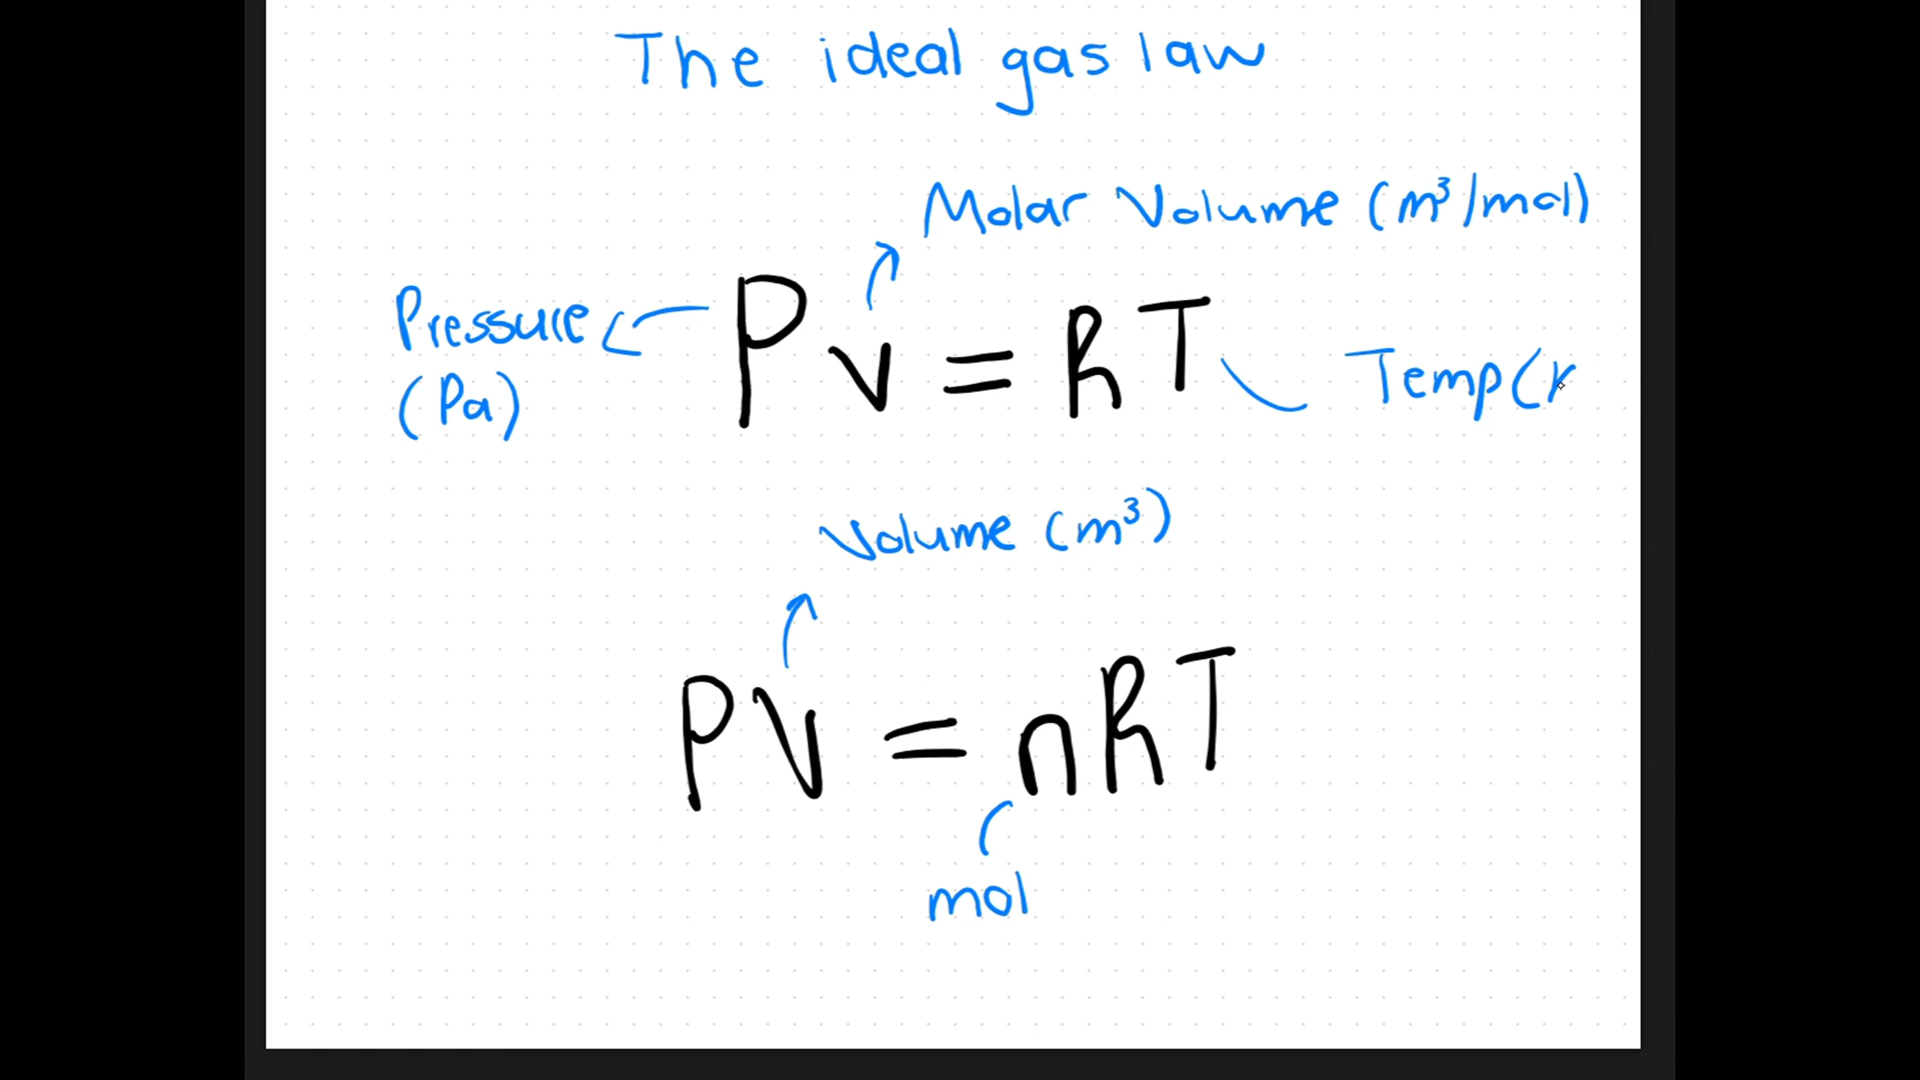 The ideal gas law
Molar Volume (m³/mol)
Pressure
(Pa)
Pv = RT
Temp(K
Volume (m³)
PV = nRT
mol